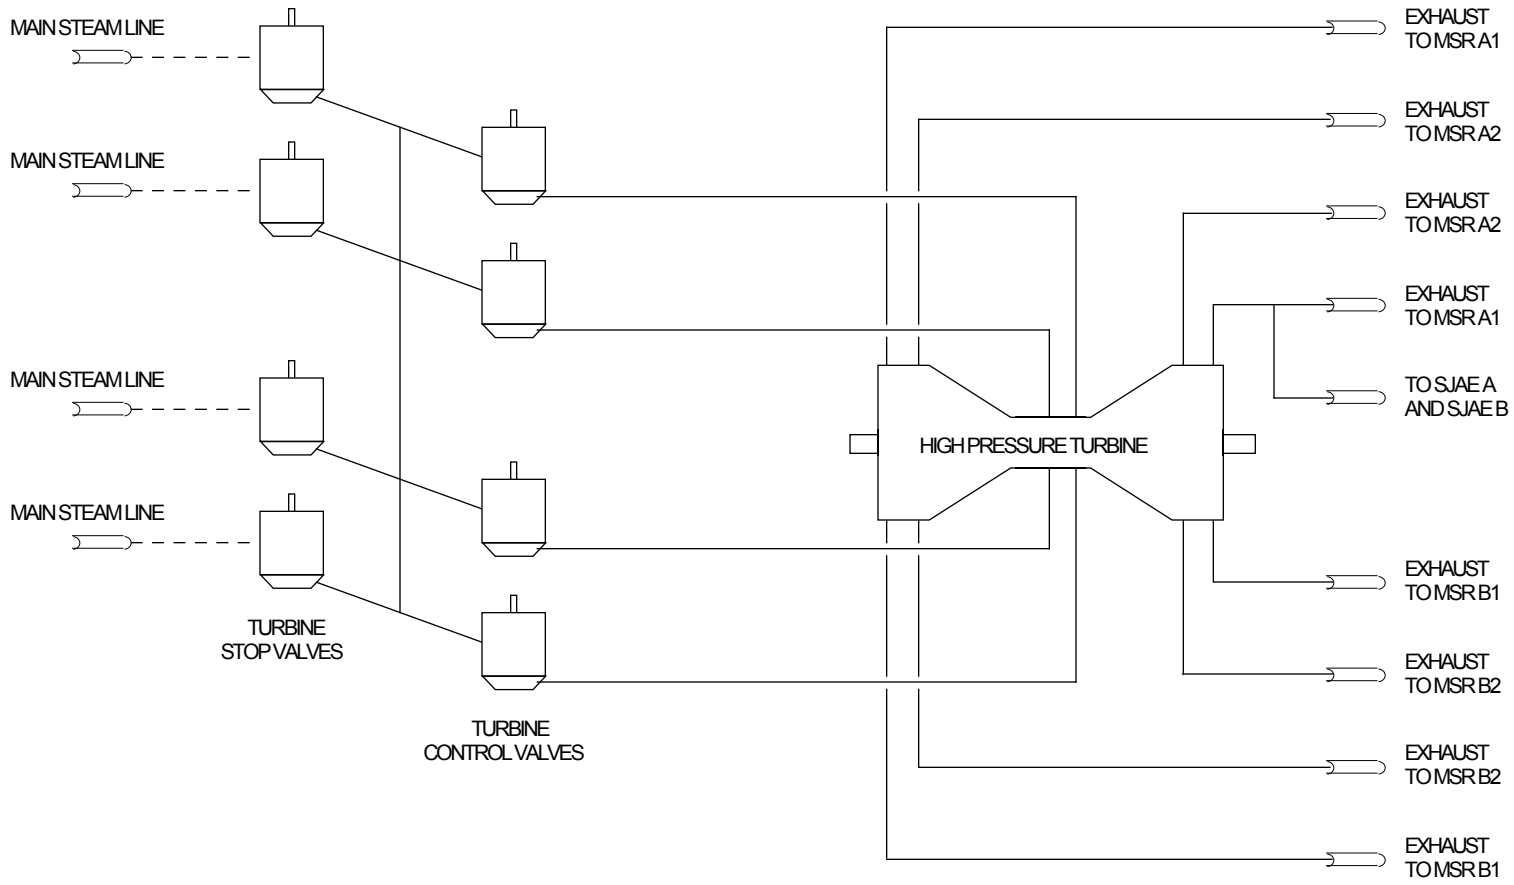 MAIN STEAM LINE
MAIN STEAM LINE
MAIN STEAM LINE
MAIN STEAM LINE
TURBINE
STOP VALVES
TURBINE
CONTROL VALVES
HIGH PRESSURE TURBINE
EXHAUST
TO MSR A1
EXHAUST
TO MSR A2
EXHAUST
TO MSR A2
EXHAUST
TO MSR A1
TO SJAE A
AND SJAE B
EXHAUST
TO MSR B1
EXHAUST
TO MSR B2
EXHAUST
TO MSR B2
EXHAUST
TO MSR B1